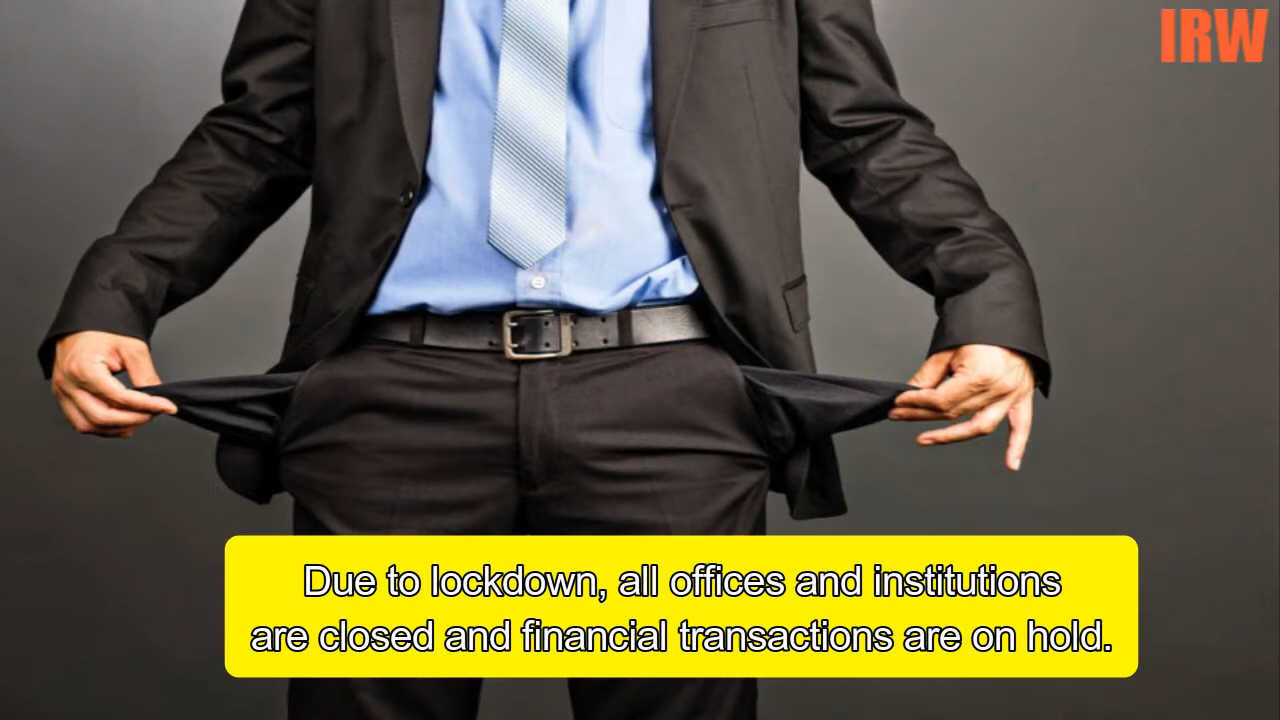 IRW
Due to lockdown, all offices and institutions
are closed and financial transactions are on hold.